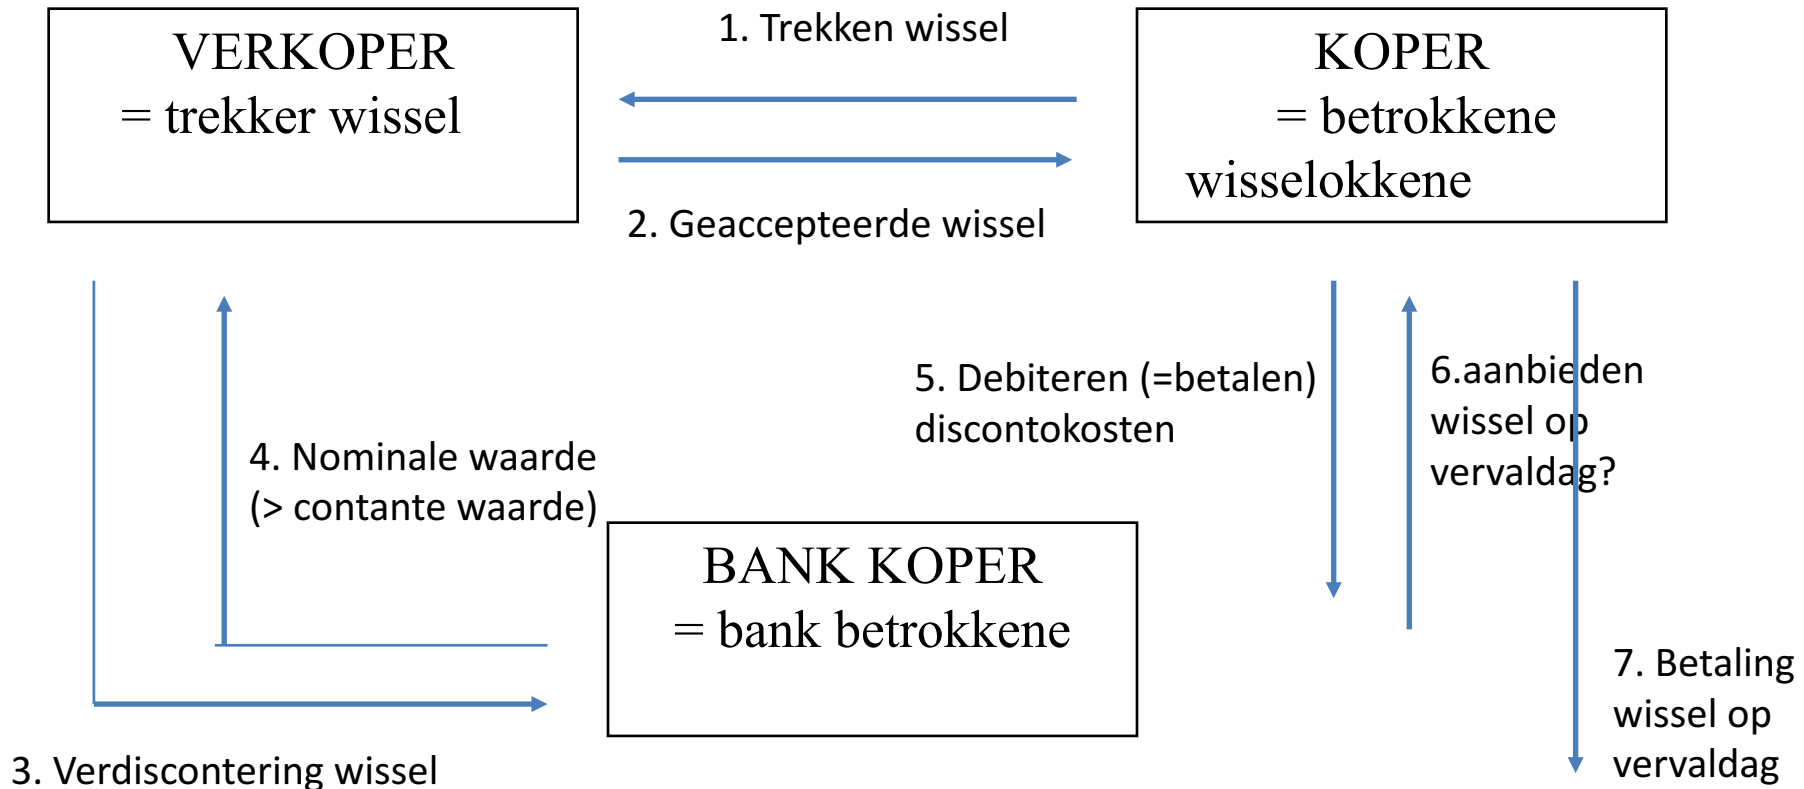 VERKOPER
= trekker wissel
1. Trekken wissel
2. Geaccepteerde wissel
KOPER
= betrokkene
wisselokkene
4. Nominale waarde
(> contante waarde)
3. Verdiscontering wissel
BANK KOPER
= bank betrokkene
5. Debiteren (=betalen)
discontokosten
6.aanbieden
wissel op
vervaldag?
7. Betaling
wissel op
vervaldag